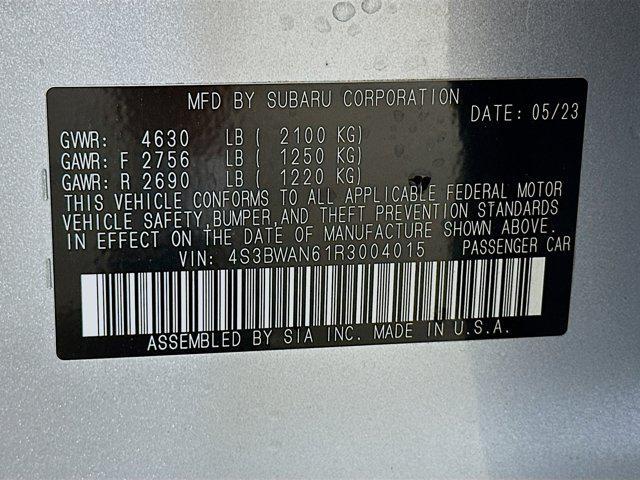 MFD BY SUBARU CORPORATION DATE: 05/23
GVWR: 4630 LB ( 2100 KG)
GAWR: F 2756 LB ( 1250 KG)
GAWR: R 2690 LB ( 1220 KG)
THIS VEHICLE CONFORMS TO ALL APPLICABLE FEDERAL MOTOR
VEHICLE SAFETY,BUMPER,AND THEFT PREVENTION STANDARDS
IN EFFECT ON THE DATE OF MANUFACTURE SHOWN ABOVE.
VIN: 4S3BWAN61R3004015 PASSENGER CAR
ASSEMBLED BY SIA INC. MADE IN U.S.A.